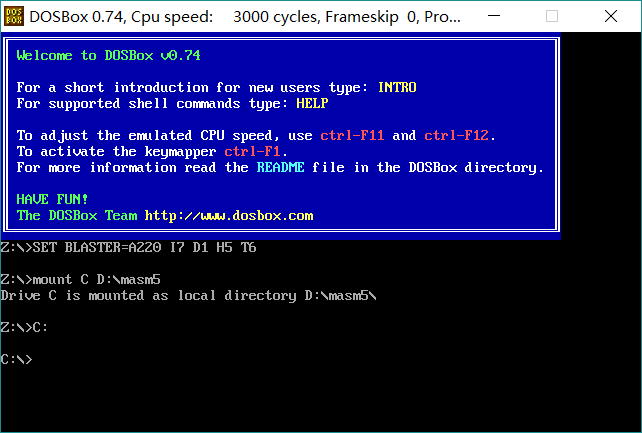 DOSBox 0.74, Cpu speed: 3000 cycles, Frameskip 0, Pro...
Welcome to DOSBox v0.74
For a short introduction for new users type: INTRO
For supported shell commands type: HELP
To adjust the emulated CPU speed, use ctrl-F11 and ctrl-F12.
To activate the keymapper ctrl-F1.
For more information read the README file in the DOSBox directory.
HAVE FUN!
The DOSBox Team http://www.dosbox.com
Z:\>SET BLASTER=A220 I7 D1 H5 T6
Z:\>mount C D:\masm5
Drive C is mounted as local directory D:\masm5\
Z:\>C:
C:\>